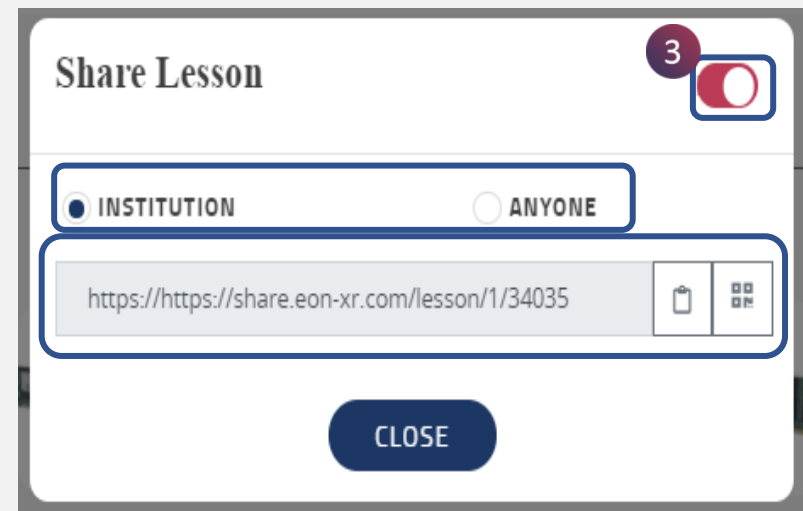 3
Share Lesson
INSTITUTION ANYONE
https://https://share.eon-xr.com/lesson/1/34035
CLOSE